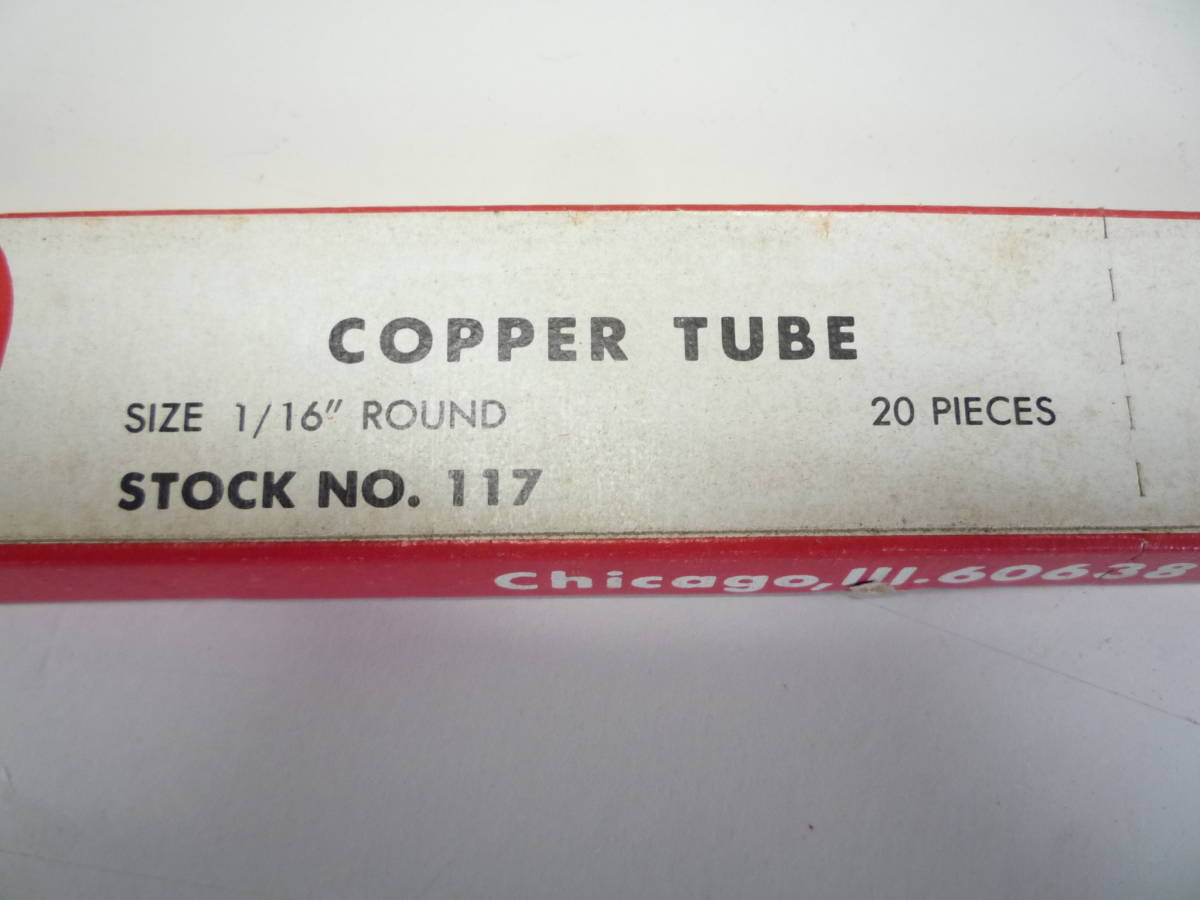 COPPER TUBE
SIZE 1/16" ROUND 20 PIECES
STOCK NO. 117
Chicago, Ill. 60638